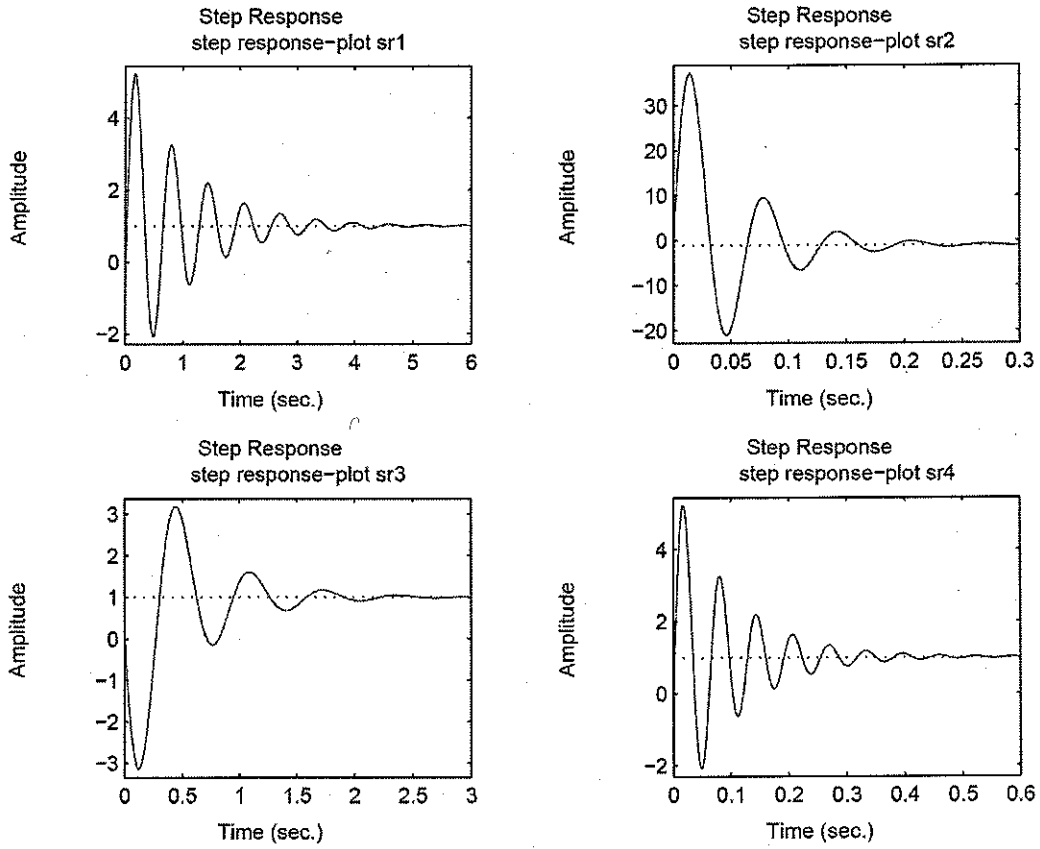 Step Response
step response-plot sr1
Amplitude
4
2
0
−2
0 1 2 3 4 5 6
Time (sec.)
Step Response
step response-plot sr2
Amplitude
30
20
10
0
−10
−20
0 0.05 0.1 0.15 0.2 0.25 0.3
Time (sec.)
Step Response
step response-plot sr3
Amplitude
3
2
1
0
−1
−2
−3
0 0.5 1 1.5 2 2.5 3
Time (sec.)
Step Response
step response-plot sr4
Amplitude
4
2
0
−2
0 0.1 0.2 0.3 0.4 0.5 0.6
Time (sec.)